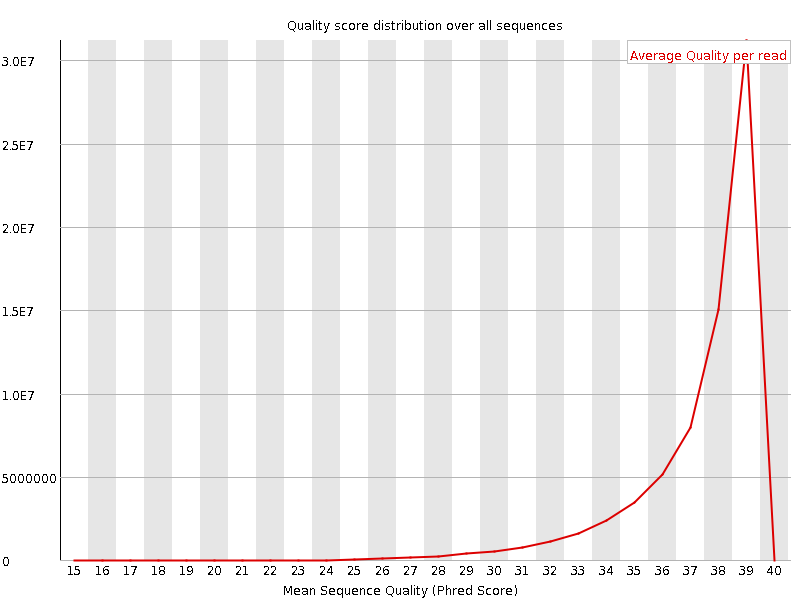 Quality score distribution over all sequences
Average Quality per read
3.0E7
2.5E7
2.0E7
1.5E7
1.0E7
5000000
0
15 16 17 18 19 20 21 22 23 24 25 26 27 28 29 30 31 32 33 34 35 36 37 38 39 40
Mean Sequence Quality (Phred Score)